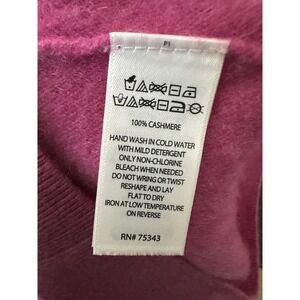 100% CASHMERE
HAND WASH IN COLD WATER
WITH MILD DETERGENT
ONLY NON-CHLORINE
BLEACH WHEN NEEDED
DO NOT WRING OR TWIST
RESHAPE AND LAY
FLAT TO DRY
IRON AT LOW TEMPERATURE
ON REVERSE
RN# 75343